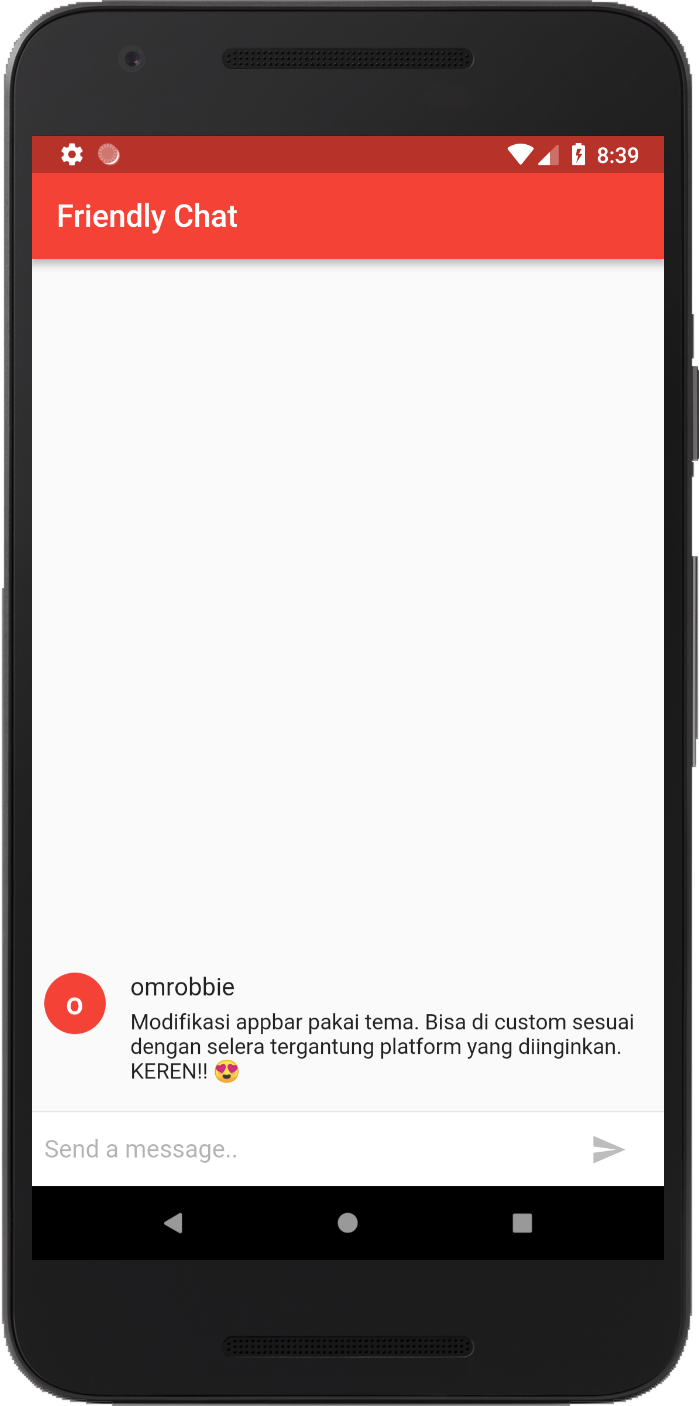 8:39
Friendly Chat
o
omrobbie
Modifikasi appbar pakai tema. Bisa di custom sesuai
dengan selera tergantung platform yang diinginkan.
KEREN!! 😍
Send a message..